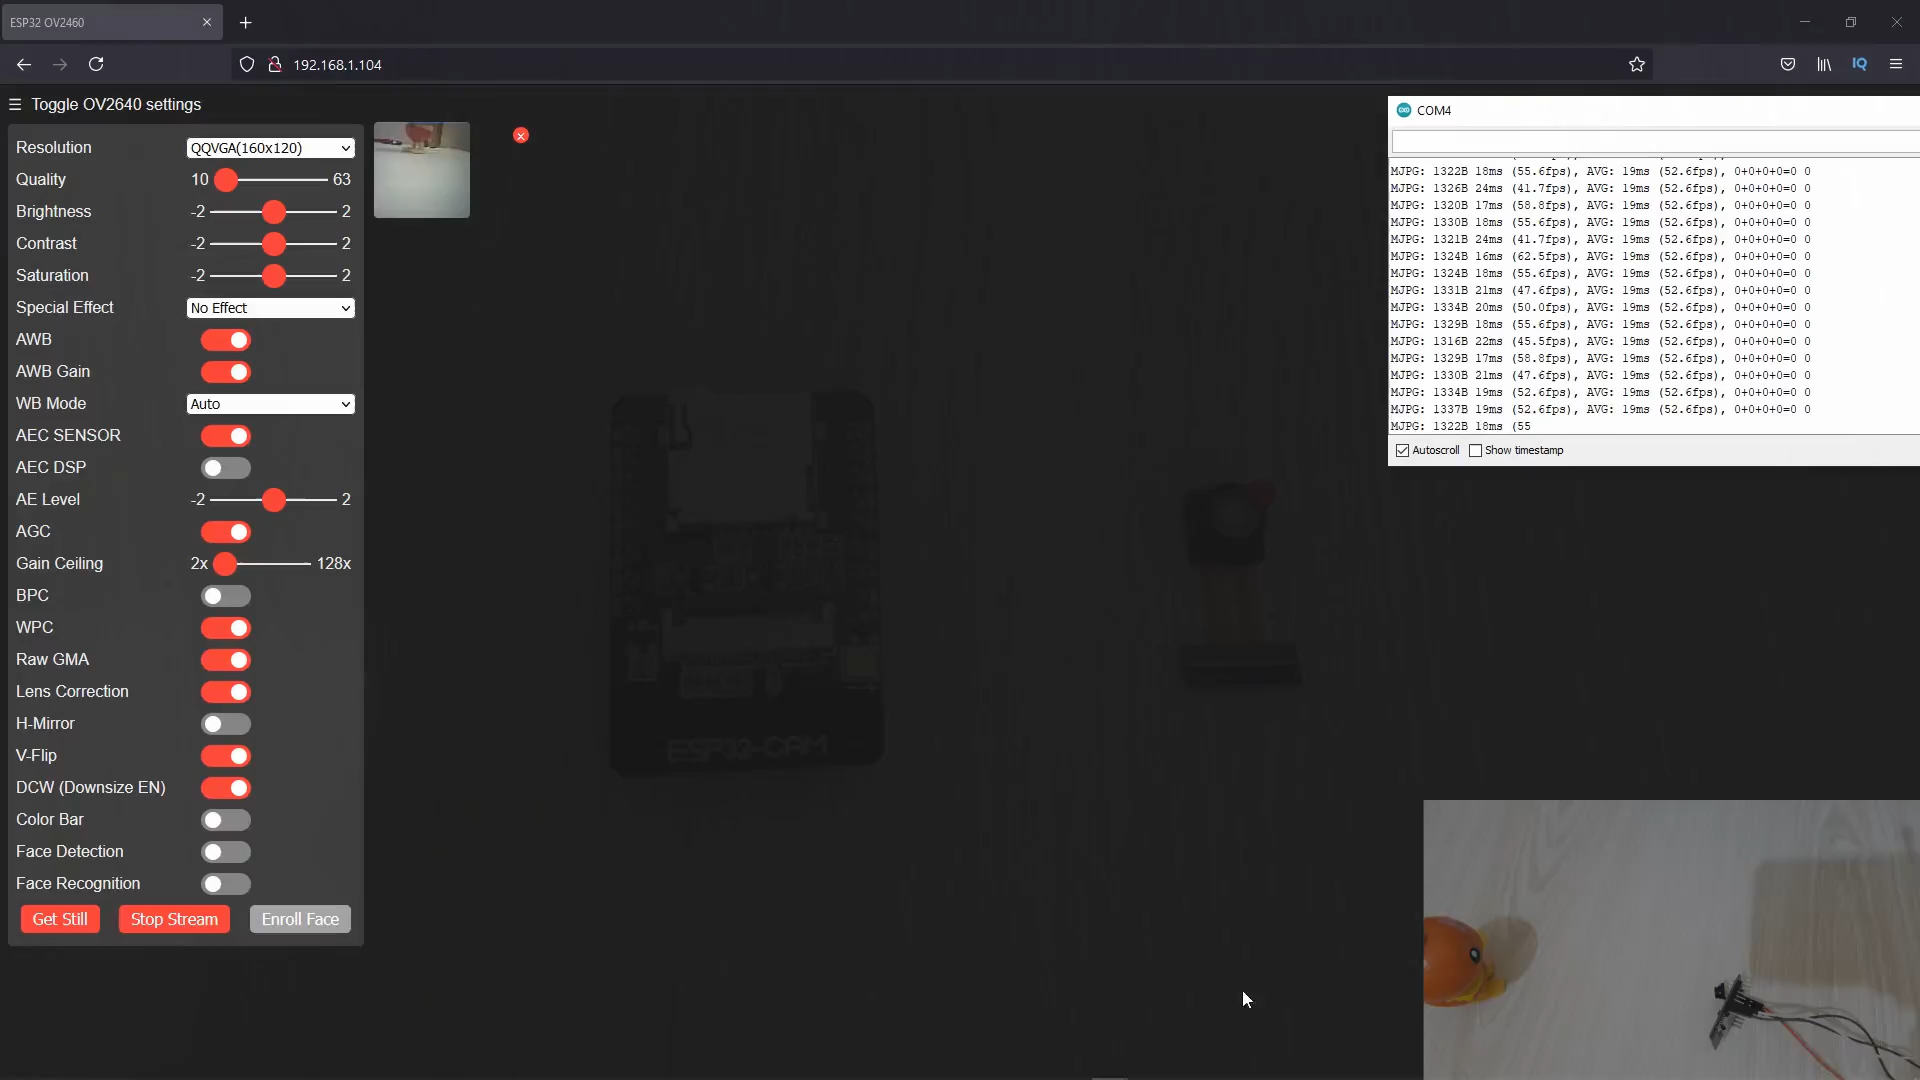 ESP32 OV2460
192.168.1.104
IQ
Toggle OV2640 settings
Resolution QQVGA(160x120)
Quality 10 63
Brightness -2 2
Contrast -2 2
Saturation -2 2
Special Effect No Effect
AWB
AWB Gain
WB Mode Auto
AEC SENSOR
AEC DSP
AE Level -2 2
AGC
Gain Ceiling 2x 128x
BPC
WPC
Raw GMA
Lens Correction
H-Mirror
V-Flip
DCW (Downsize EN)
Color Bar
Face Detection
Face Recognition
Get Still Stop Stream Enroll Face
COM4
MJPG: 1322B 18ms (55.6fps), AVG: 19ms (52.6fps), 0+0+0+0=0 0
MJPG: 1326B 24ms (41.7fps), AVG: 19ms (52.6fps), 0+0+0+0=0 0
MJPG: 1320B 17ms (58.8fps), AVG: 19ms (52.6fps), 0+0+0+0=0 0
MJPG: 1330B 18ms (55.6fps), AVG: 19ms (52.6fps), 0+0+0+0=0 0
MJPG: 1321B 24ms (41.7fps), AVG: 19ms (52.6fps), 0+0+0+0=0 0
MJPG: 1324B 16ms (62.5fps), AVG: 19ms (52.6fps), 0+0+0+0=0 0
MJPG: 1324B 18ms (55.6fps), AVG: 19ms (52.6fps), 0+0+0+0=0 0
MJPG: 1331B 21ms (47.6fps), AVG: 19ms (52.6fps), 0+0+0+0=0 0
MJPG: 1334B 20ms (50.0fps), AVG: 19ms (52.6fps), 0+0+0+0=0 0
MJPG: 1329B 18ms (55.6fps), AVG: 19ms (52.6fps), 0+0+0+0=0 0
MJPG: 1316B 22ms (45.5fps), AVG: 19ms (52.6fps), 0+0+0+0=0 0
MJPG: 1329B 17ms (58.8fps), AVG: 19ms (52.6fps), 0+0+0+0=0 0
MJPG: 1330B 21ms (47.6fps), AVG: 19ms (52.6fps), 0+0+0+0=0 0
MJPG: 1334B 19ms (52.6fps), AVG: 19ms (52.6fps), 0+0+0+0=0 0
MJPG: 1337B 19ms (52.6fps), AVG: 19ms (52.6fps), 0+0+0+0=0 0
MJPG: 1322B 18ms (55
Autoscroll Show timestamp
ESP32-CAM